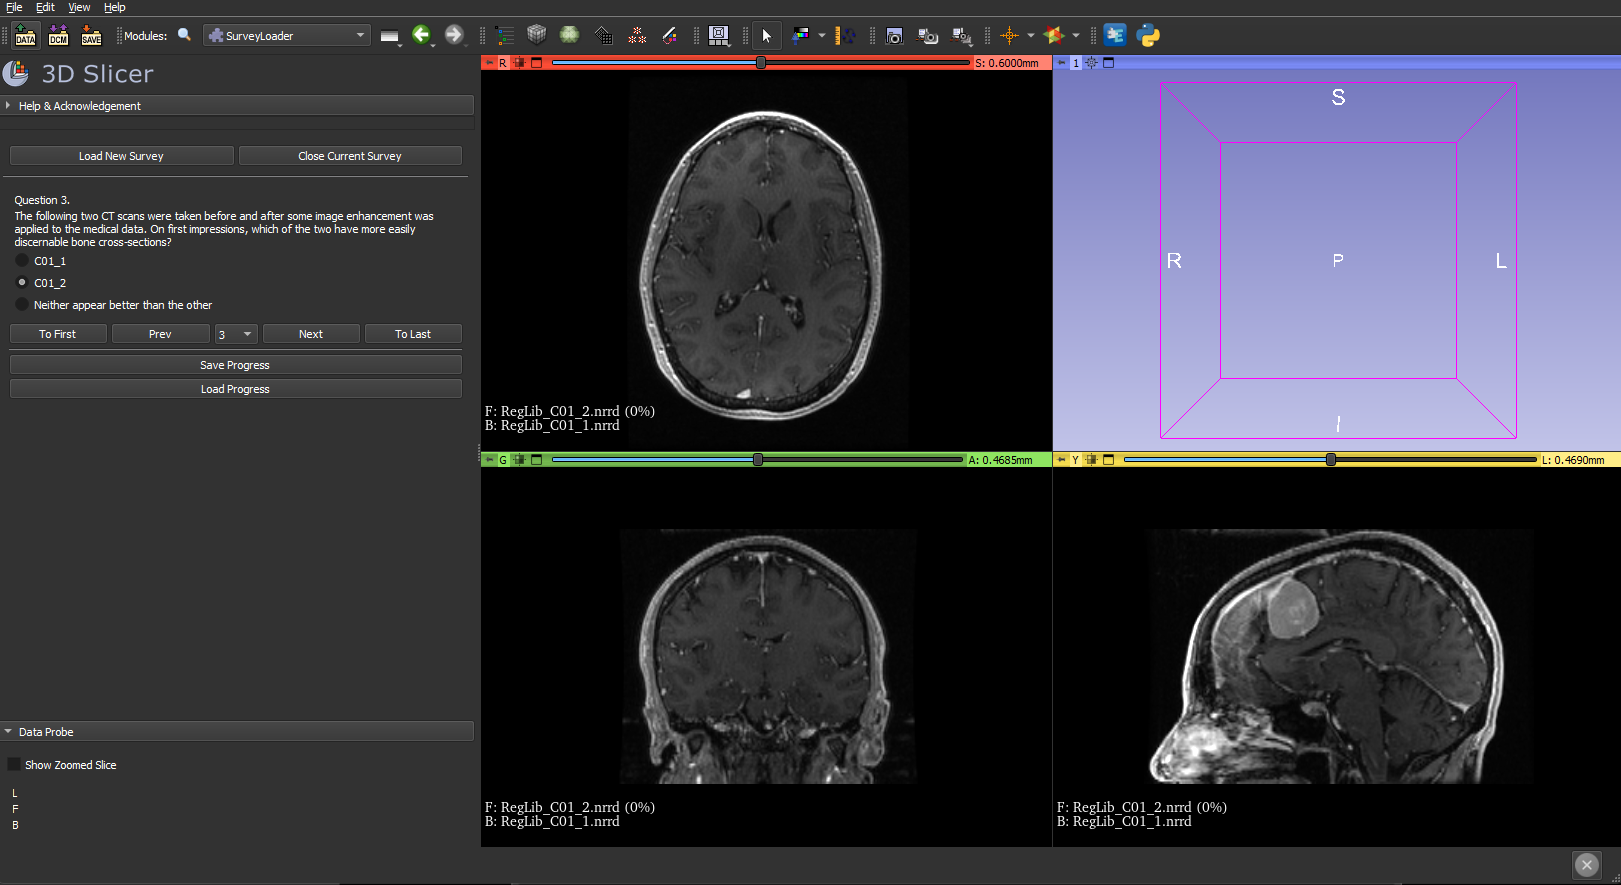 File Edit View Help
DATA DCM SAVE Modules: SurveyLoader
3D Slicer
Help & Acknowledgement
Load New Survey Close Current Survey
Question 3.
The following two CT scans were taken before and after some image enhancement was
applied to the medical data. On first impressions, which of the two have more easily
discernable bone cross-sections?
C01_1
C01_2
Neither appear better than the other
To First Prev 3 Next To Last
Save Progress
Load Progress
Data Probe
Show Zoomed Slice
L
F
B
R S: 0.6000mm
F: RegLib_C01_2.nrrd (0%)
B: RegLib_C01_1.nrrd
1
S
R P L
I
G A: 0.4685mm
F: RegLib_C01_2.nrrd (0%)
B: RegLib_C01_1.nrrd
Y L: 0.4690mm
F: RegLib_C01_2.nrrd (0%)
B: RegLib_C01_1.nrrd